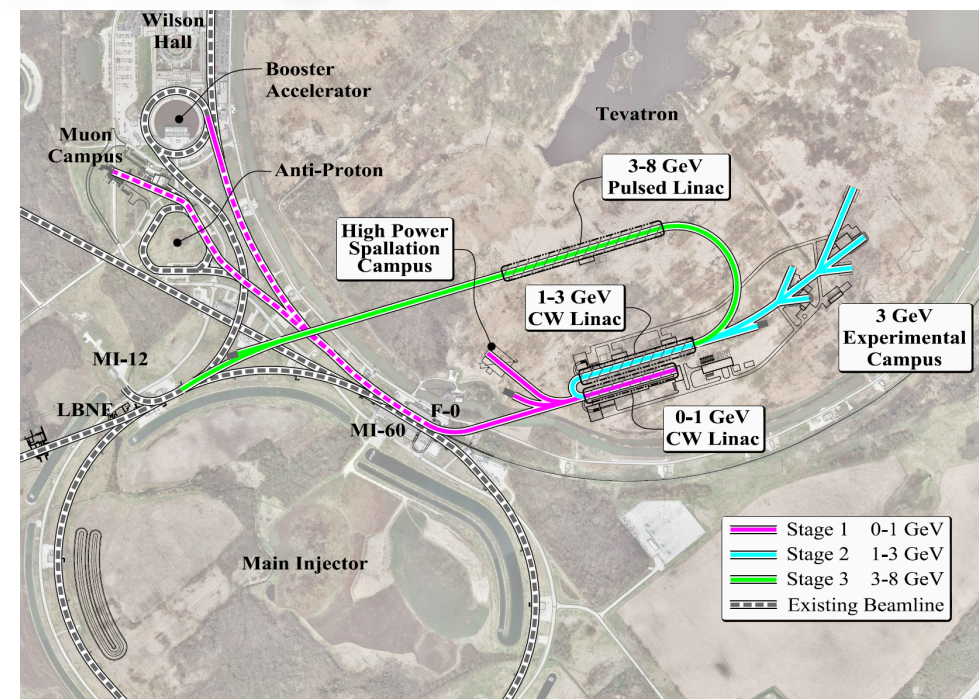 Wilson
Hall
Booster
Accelerator
Muon
Campus
Anti-Proton
Tevatron
3-8 GeV
Pulsed Linac
High Power
Spallation
Campus
1-3 GeV
CW Linac
3 GeV
Experimental
Campus
MI-12
LBNE
F-0
MI-60
0-1 GeV
CW Linac
Main Injector
Stage 1 0-1 GeV
Stage 2 1-3 GeV
Stage 3 3-8 GeV
Existing Beamline